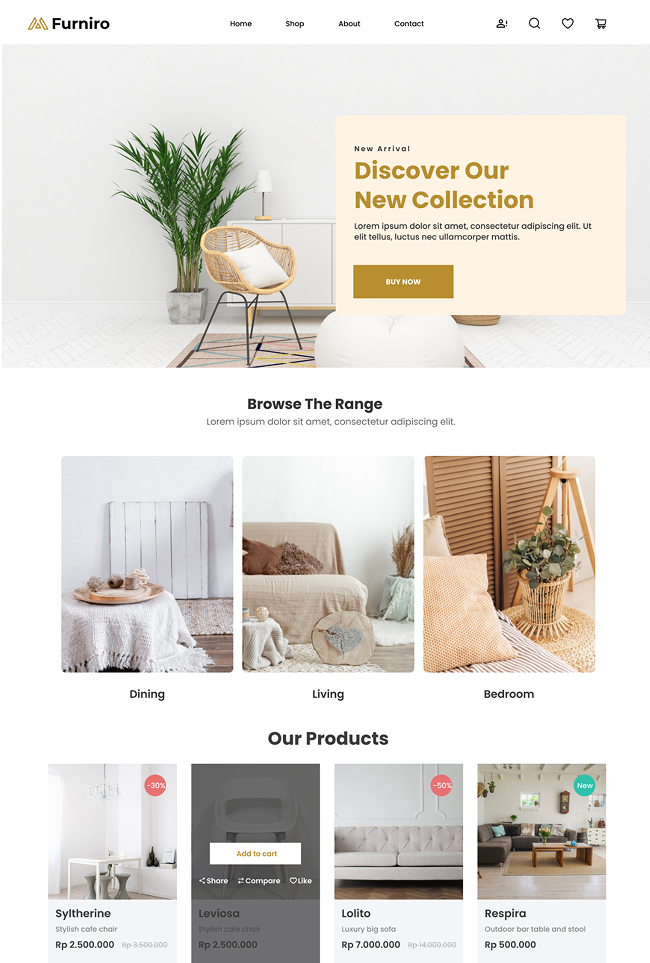 Furniro
Home
Shop
About
Contact
New Arrival
Discover Our
New Collection
Lorem ipsum dolor sit amet, consectetur adipiscing elit. Ut
elit tellus, luctus nec ullamcorper mattis.
BUY NOW
Browse The Range
Lorem ipsum dolor sit amet, consectetur adipiscing elit.
Dining
Living
Bedroom
Our Products
-30%
Syltherine
Stylish cafe chair
Rp 2.500.000 Rp 3.500.000
Add to cart
Share Compare Like
Leviosa
Stylish cafe chair
Rp 2.500.000
-50%
Lolito
Luxury big sofa
Rp 7.000.000 Rp 14.000.000
New
Respira
Outdoor bar table and stool
Rp 500.000